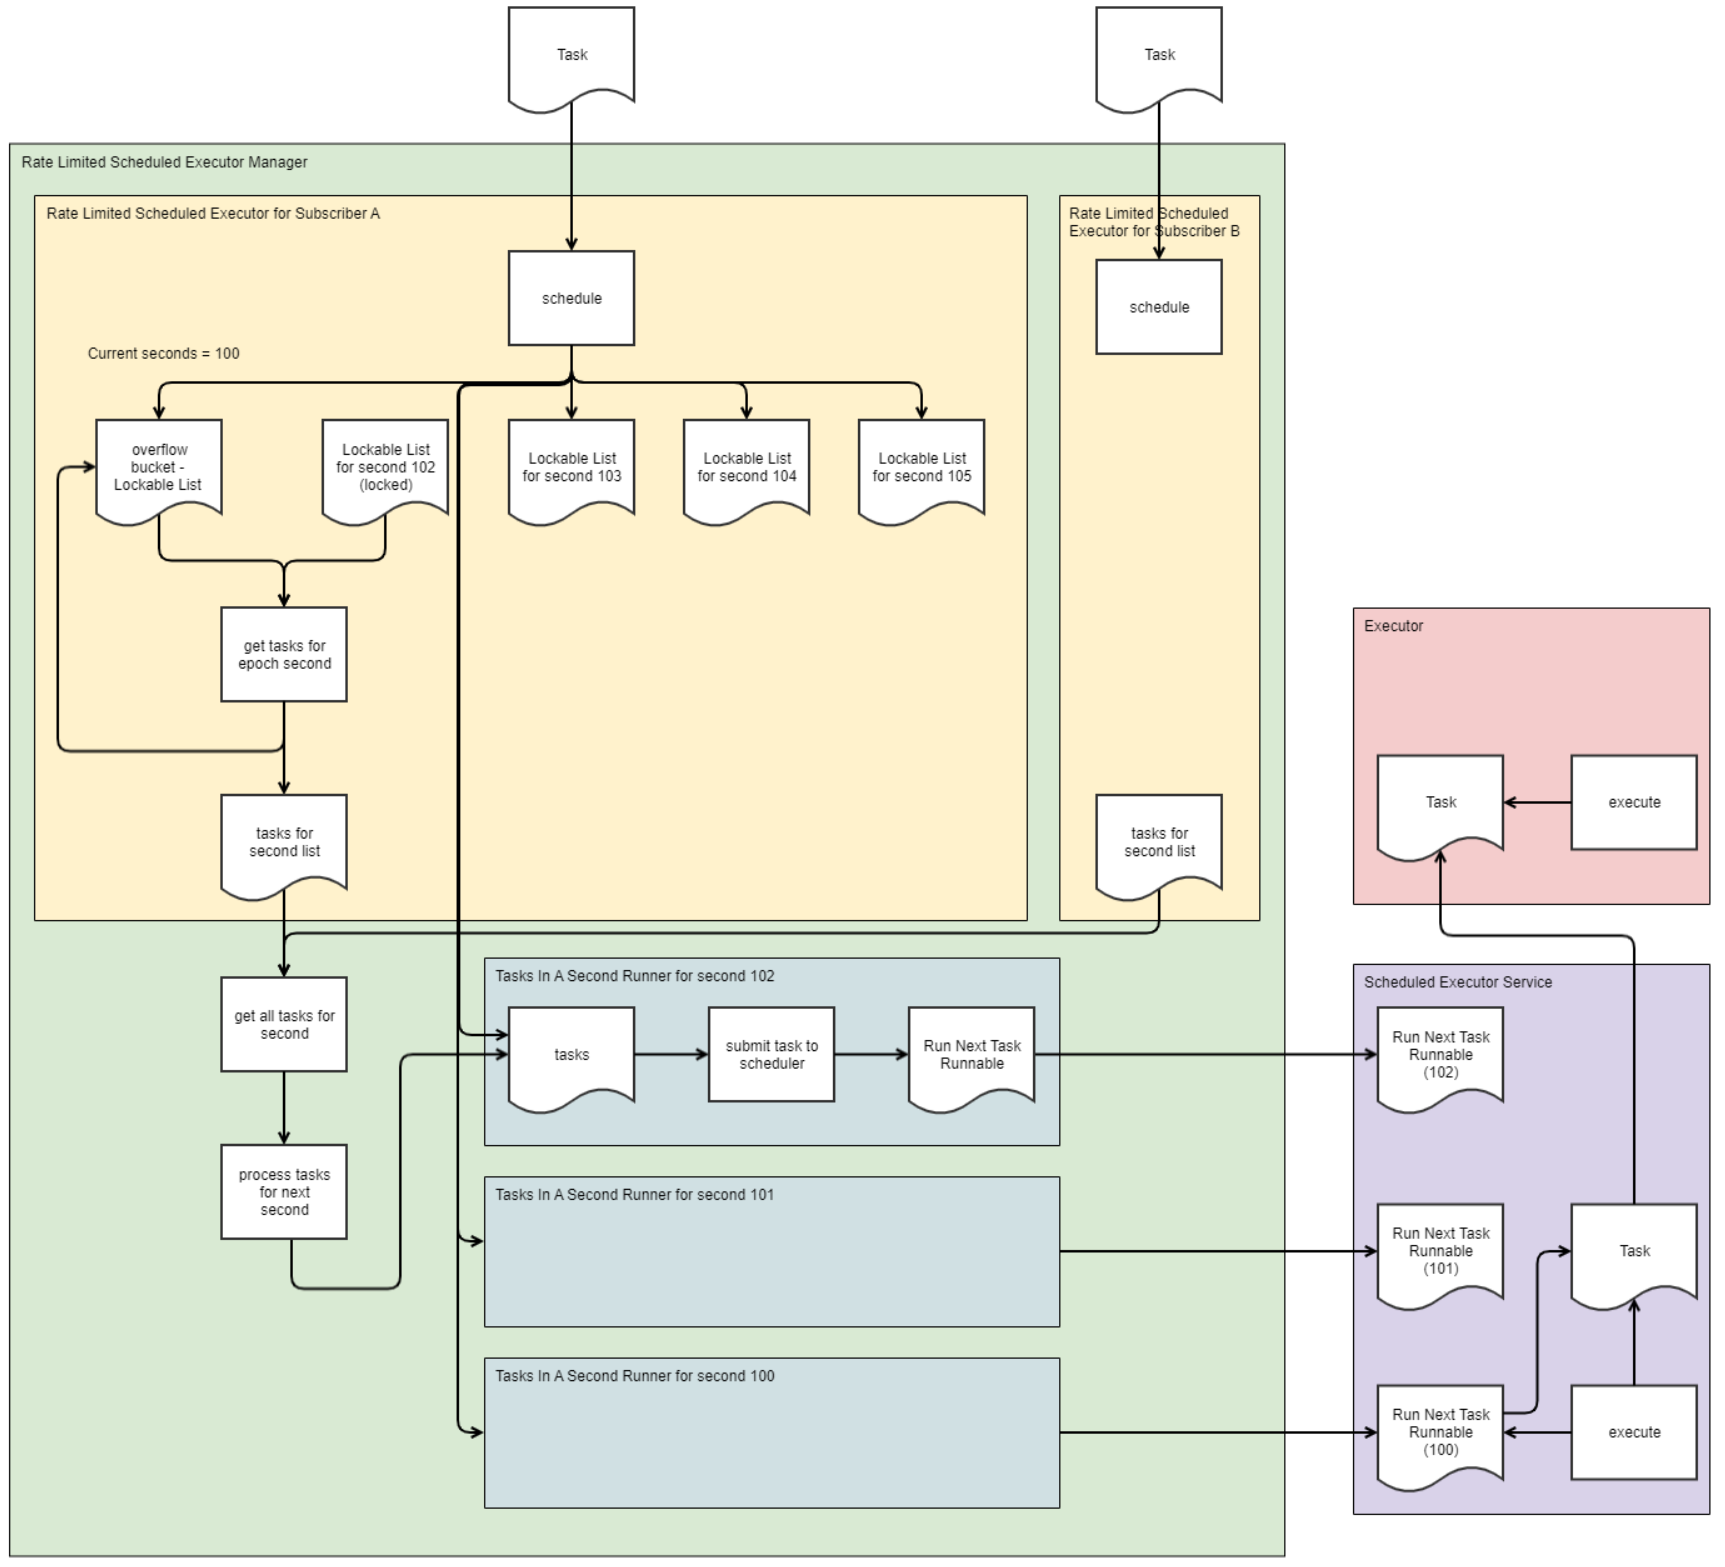 Task
Task
Rate Limited Scheduled Executor Manager
Rate Limited Scheduled Executor for Subscriber A
Rate Limited Scheduled
Executor for Subscriber B
schedule
schedule
Current seconds = 100
overflow
bucket -
Lockable List
Lockable List
for second 102
(locked)
Lockable List
for second 103
Lockable List
for second 104
Lockable List
for second 105
get tasks for
epoch second
Executor
Task
execute
tasks for
second list
tasks for
second list
Tasks In A Second Runner for second 102
Scheduled Executor Service
get all tasks for
second
tasks
submit task to
scheduler
Run Next Task
Runnable
Run Next Task
Runnable
(102)
process tasks
for next
second
Tasks In A Second Runner for second 101
Run Next Task
Runnable
(101)
Task
Tasks In A Second Runner for second 100
Run Next Task
Runnable
(100)
execute